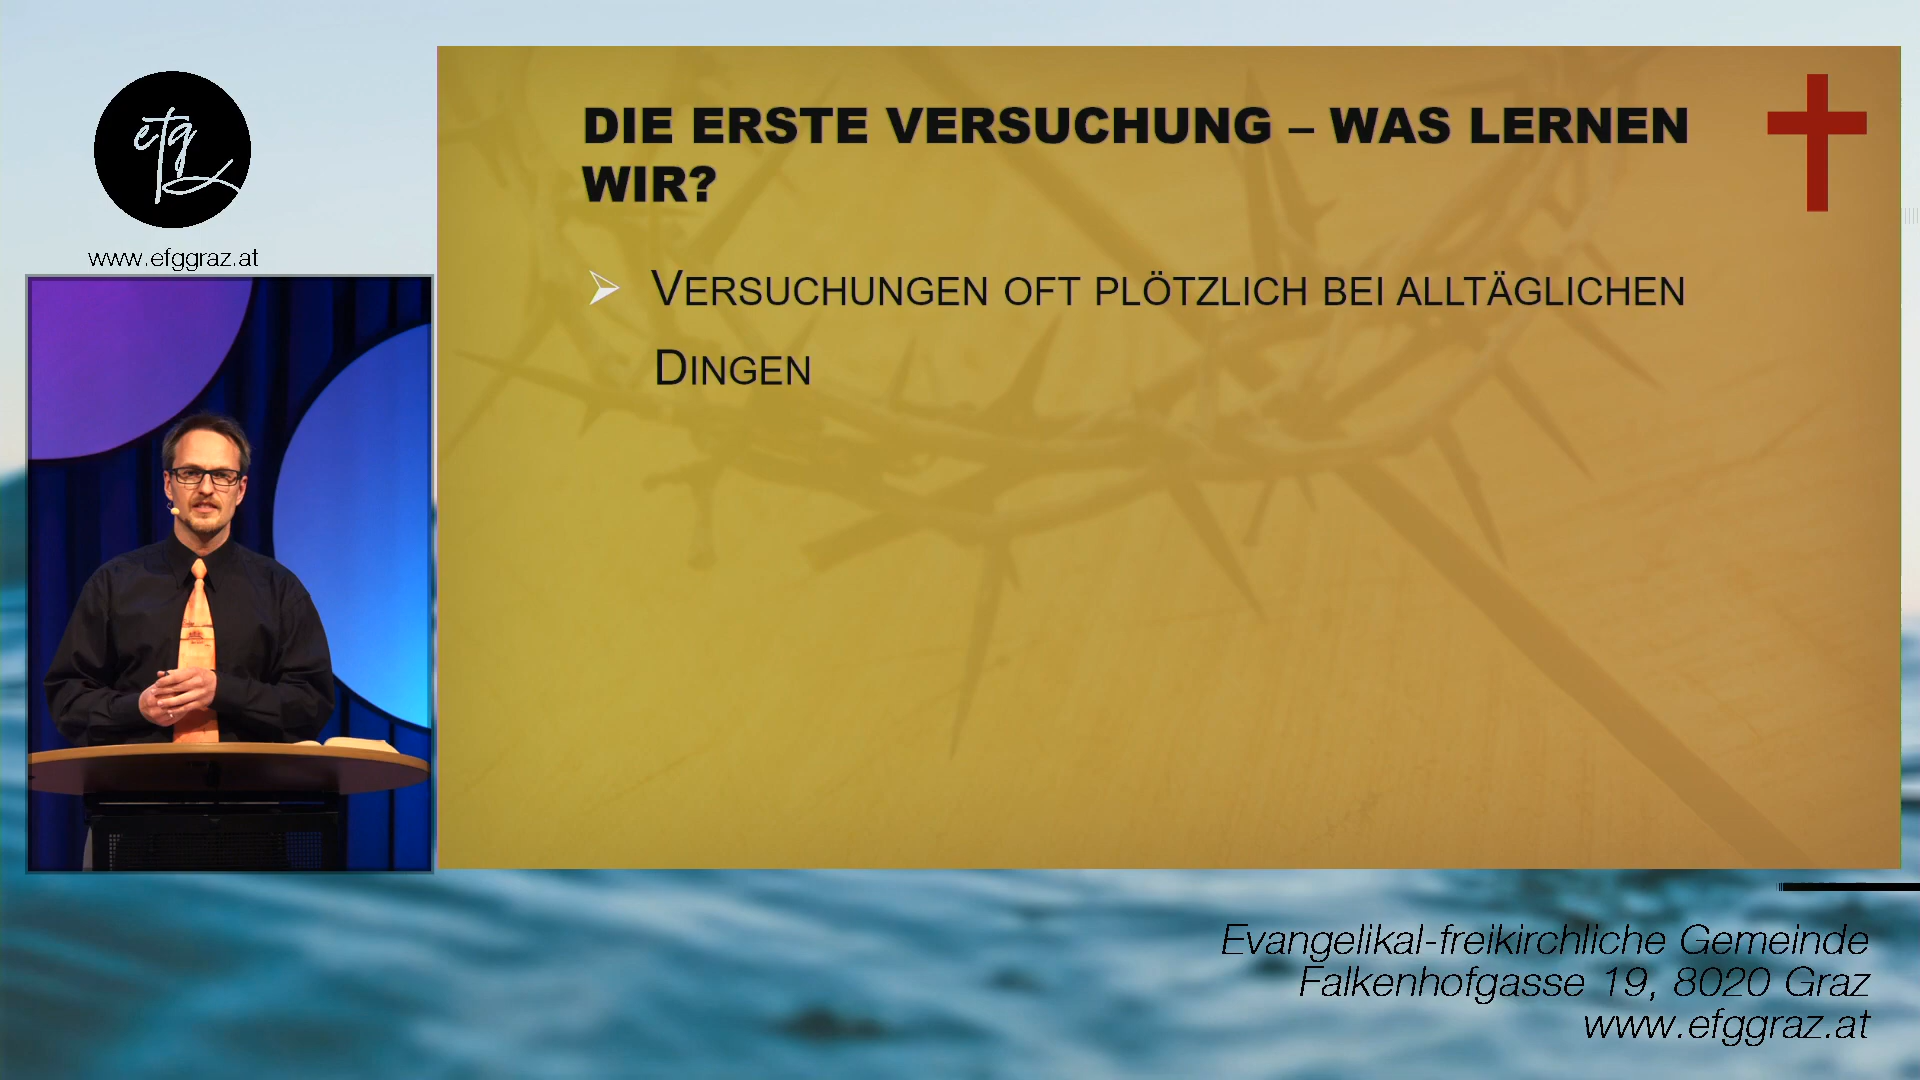 efg
www.efggraz.at
DIE ERSTE VERSUCHUNG – WAS LERNEN
WIR?
VERSUCHUNGEN OFT PLÖTZLICH BEI ALLTÄGLICHEN
DINGEN
Evangelikal-freikirchliche Gemeinde
Falkenhofgasse 19, 8020 Graz
www.efggraz.at